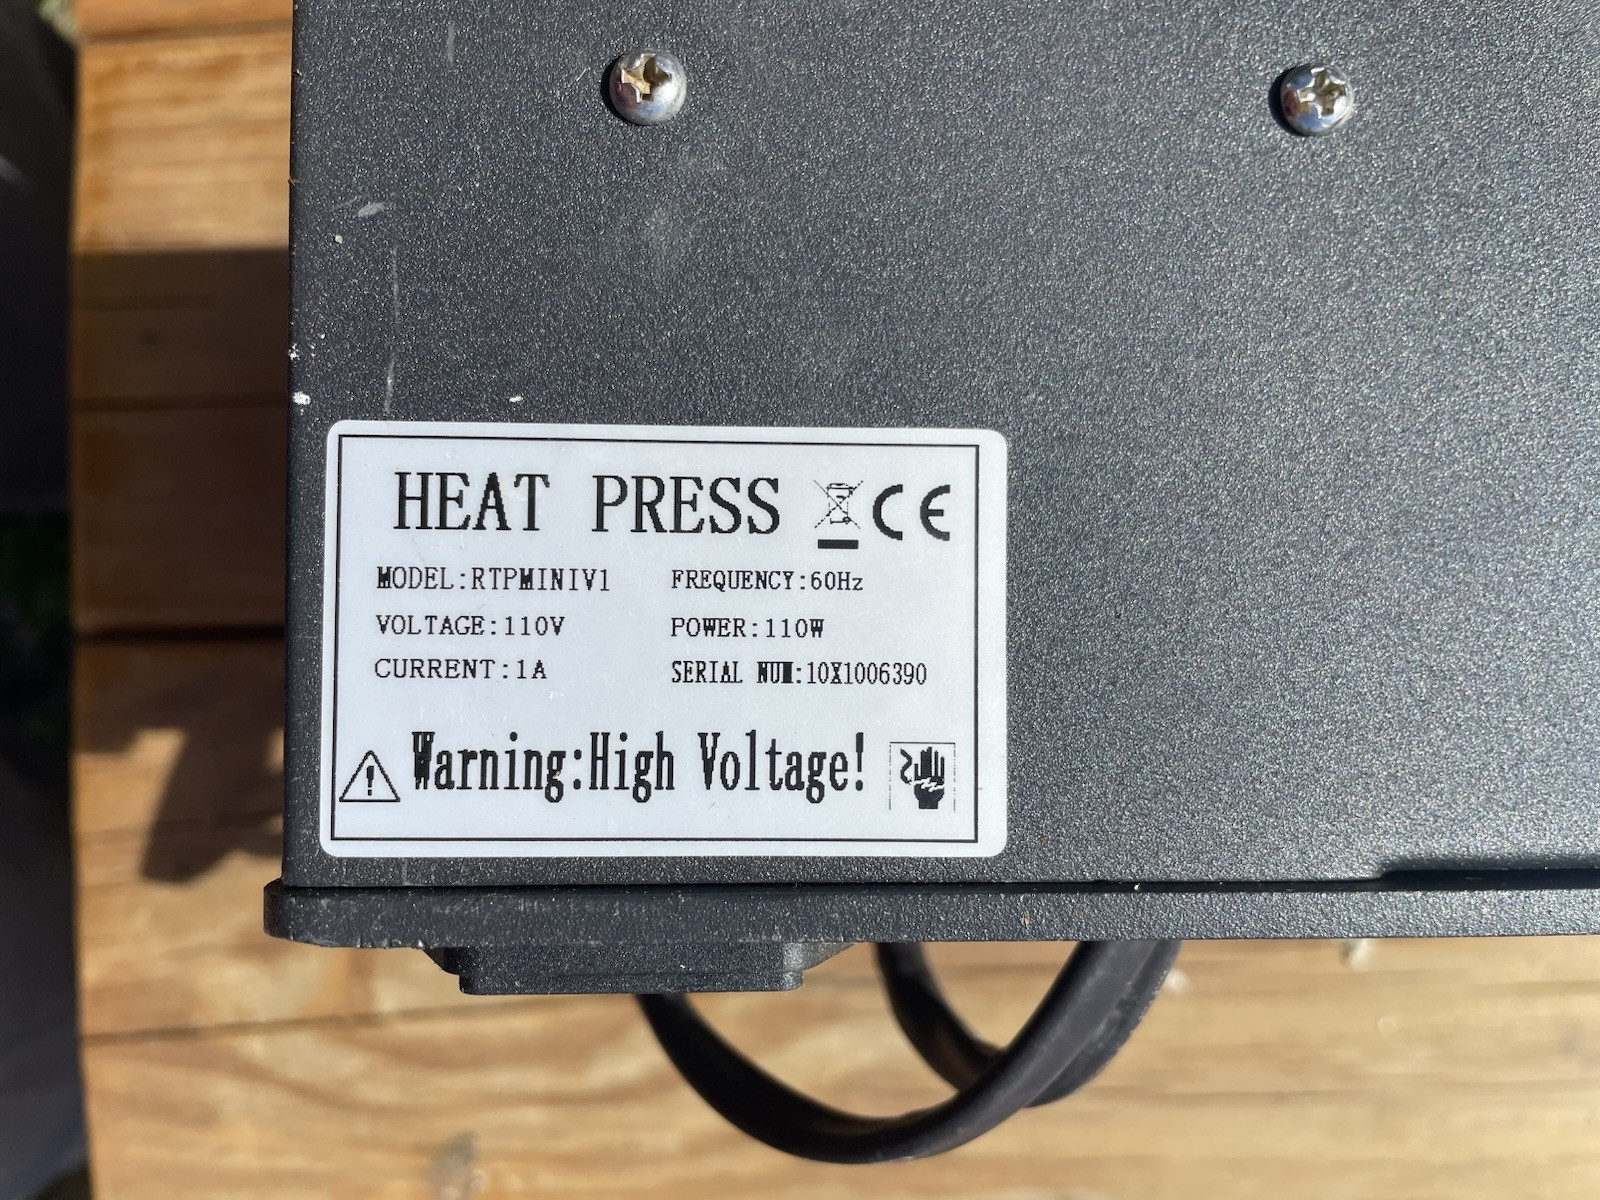 HEAT PRESS CE
MODEL:RTPMINIV1 FREQUENCY:60Hz
VOLTAGE:110V POWER:110W
CURRENT:1A SERIAL NUM:10X1006390
Warning:High Voltage!